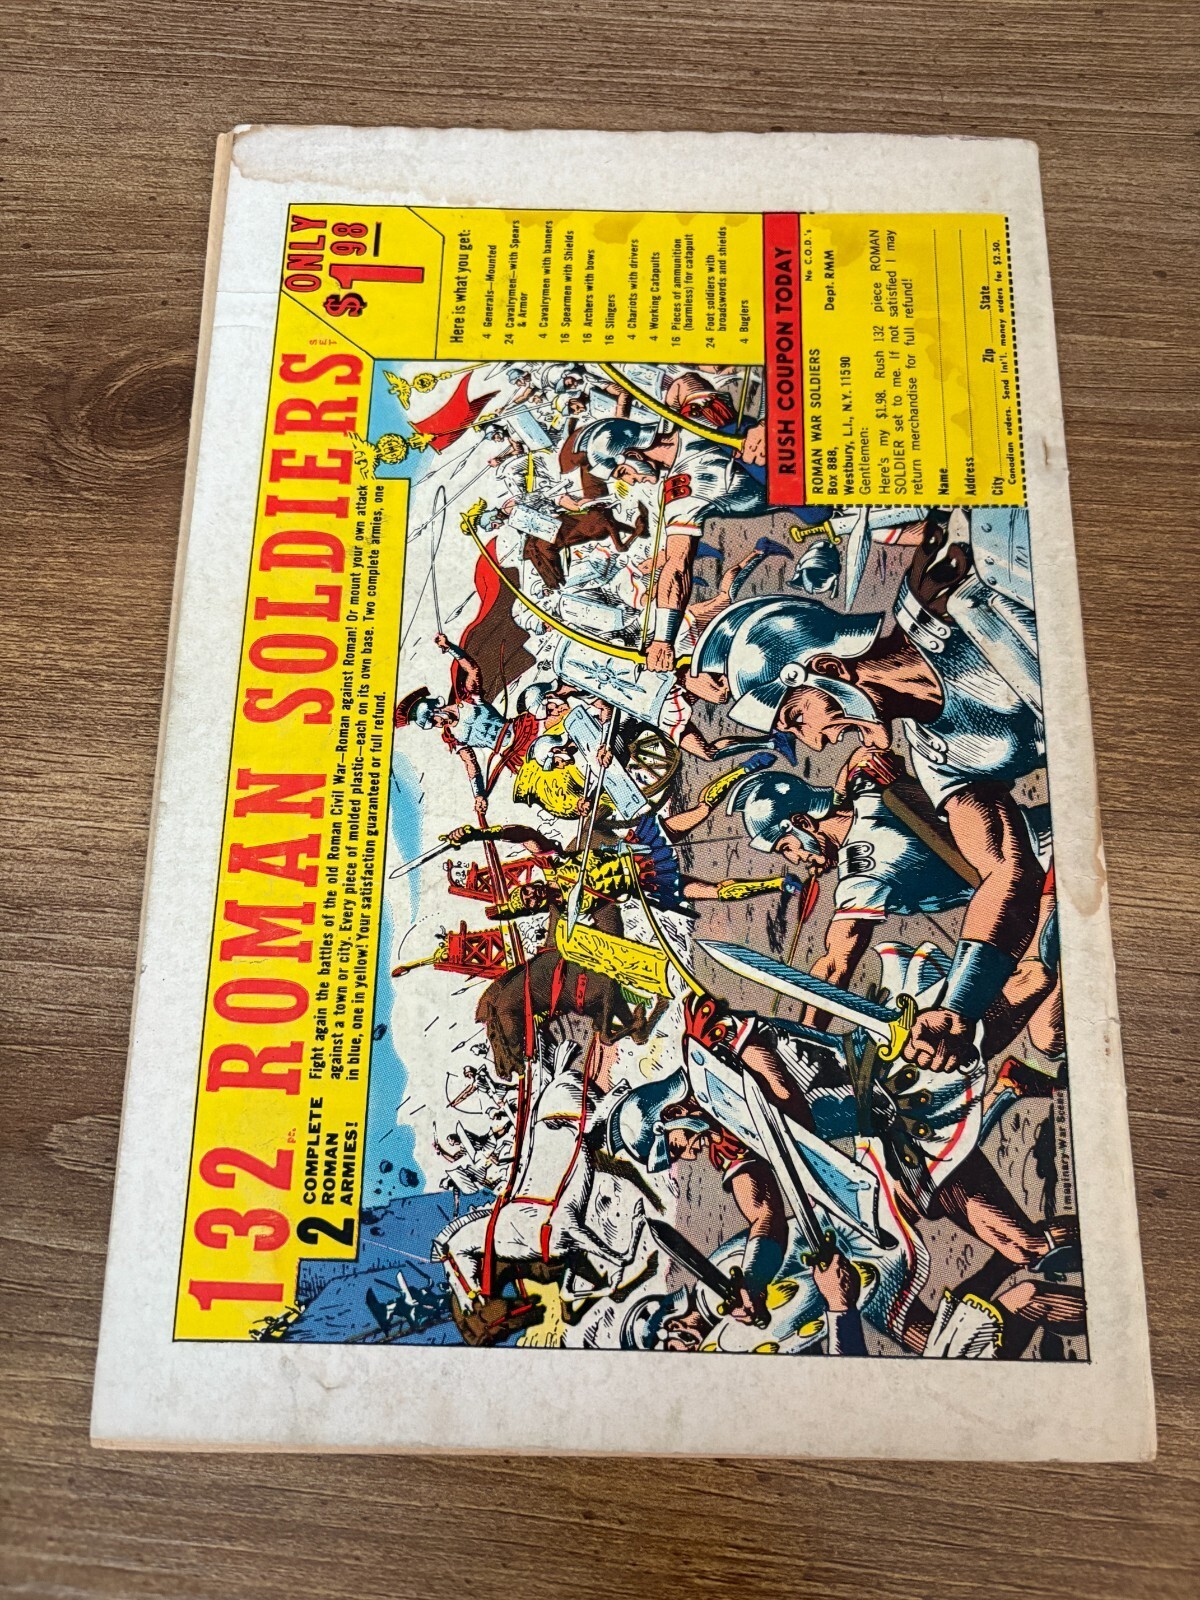 132 PC. ROMAN SOLDIERS SET
ONLY
$1.98
2 COMPLETE
ROMAN
ARMIES!
Fight again the battles of the old Roman Civil War—Roman against Roman! Or mount your own attack
against a town or city. Every piece of molded plastic—each on its own base. Two complete armies, one
in blue, one in yellow! Your satisfaction guaranteed or full refund.
Here is what you get:
4 Generals—Mounted
24 Cavalrymen—with Spears
& Armor
4 Cavalrymen with banners
16 Spearmen with Shields
16 Archers with bows
16 Slingers
4 Chariots with drivers
4 Working Catapults
16 Pieces of ammunition
(harmless) for catapult
24 Foot soldiers with
broadswords and shields
4 Buglers
RUSH COUPON TODAY
No C.O.D.'s
ROMAN WAR SOLDIERS
Box 888, Dept. RMM
Westbury, L.I., N.Y. 11590
Gentlemen:
Here's my $1.98. Rush 132 piece ROMAN
SOLDIER set to me. If not satisfied I may
return merchandise for full refund!
Name
Address
City Zip State
Canadian orders. Send Int'l. money orders for $2.50.
Imaginary War Scene